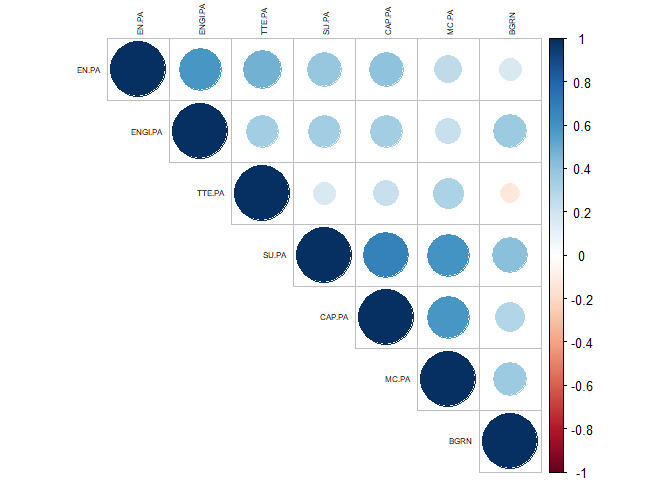 EN.PA
ENGI.PA
TTE.PA
SU.PA
CAP.PA
MC.PA
BGRN
EN.PA
ENGI.PA
TTE.PA
SU.PA
CAP.PA
MC.PA
BGRN
1
0.8
0.6
0.4
0.2
0
-0.2
-0.4
-0.6
-0.8
-1